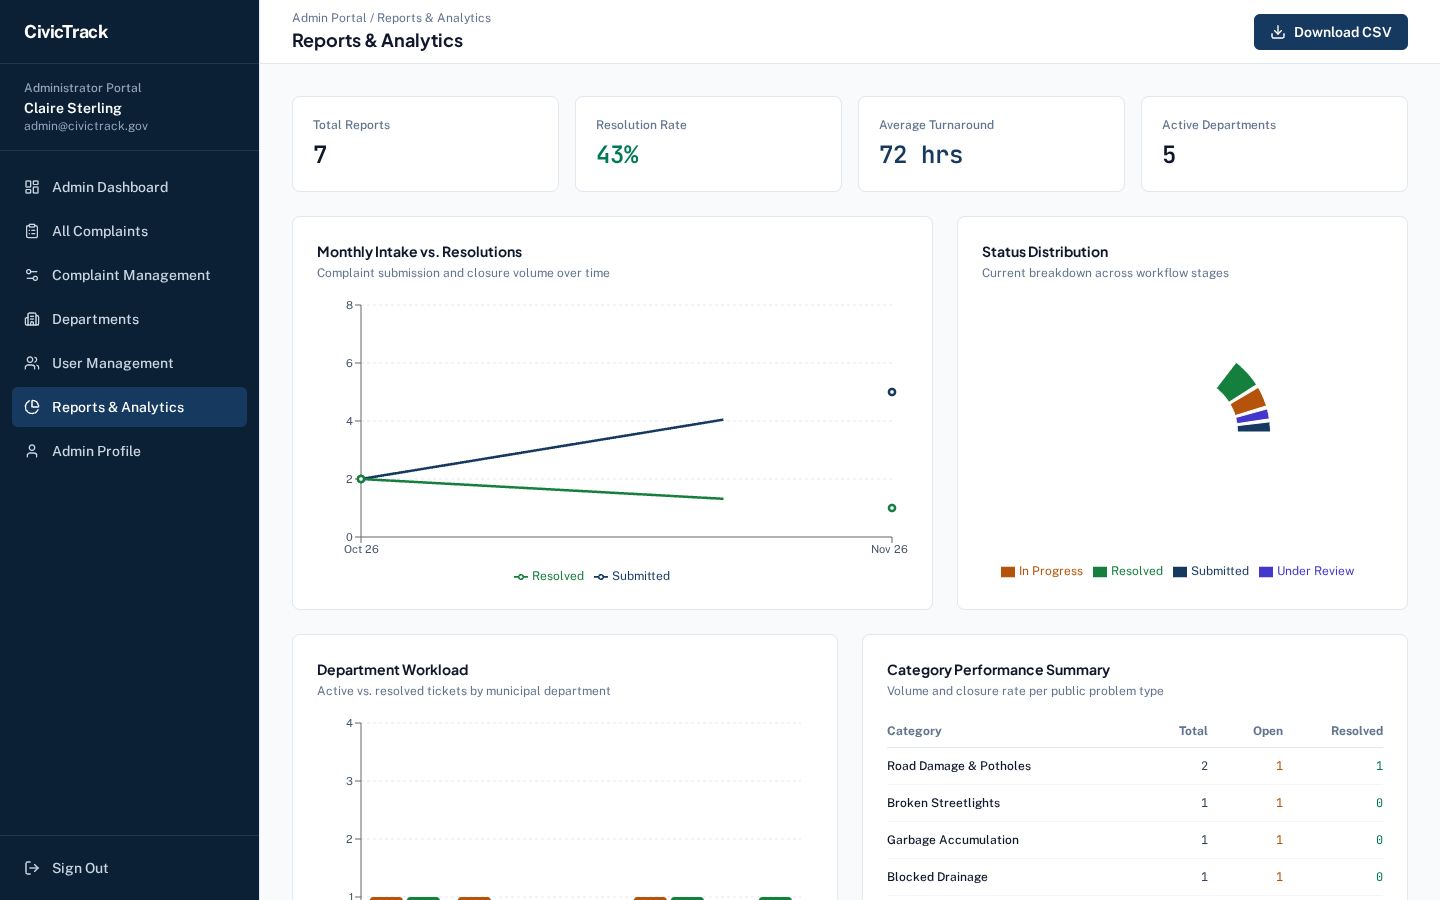 CivicTrack
Administrator Portal
Claire Sterling
admin@civictrack.gov
Admin Dashboard
All Complaints
Complaint Management
Departments
User Management
Reports & Analytics
Admin Profile
Sign Out
Admin Portal / Reports & Analytics
Reports & Analytics
Download CSV
Total Reports
7
Resolution Rate
43%
Average Turnaround
72 hrs
Active Departments
5
Monthly Intake vs. Resolutions
Complaint submission and closure volume over time
8
6
4
2
0
Oct 26
Nov 26
Resolved
Submitted
Status Distribution
Current breakdown across workflow stages
In Progress
Resolved
Submitted
Under Review
Department Workload
Active vs. resolved tickets by municipal department
4
3
2
1
Category Performance Summary
Volume and closure rate per public problem type
Category Total Open Resolved
Road Damage & Potholes 2 1 1
Broken Streetlights 1 1 0
Garbage Accumulation 1 1 0
Blocked Drainage 1 1 0